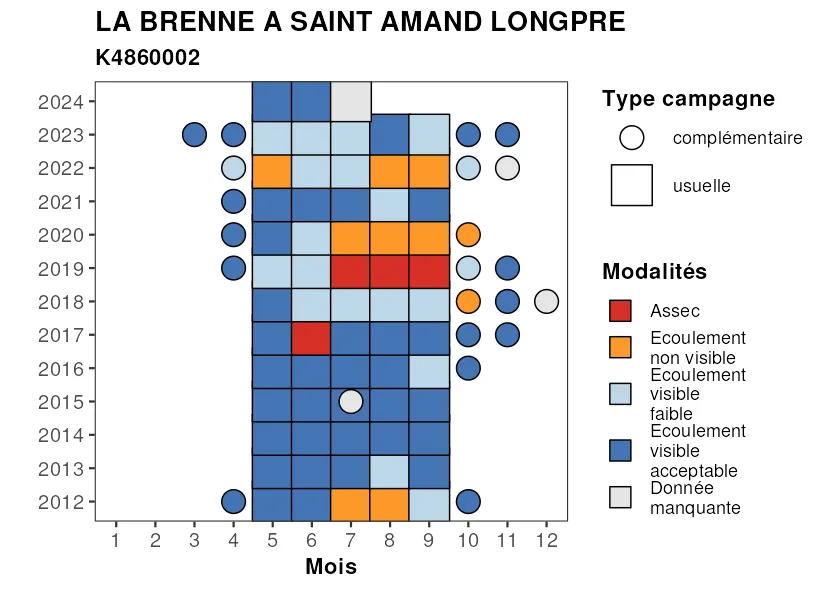 LA BRENNE A SAINT AMAND LONGPRE
K4860002
2024
2023
2022
2021
2020
2019
2018
2017
2016
2015
2014
2013
2012
1 2 3 4 5 6 7 8 9 10 11 12
Mois
Type campagne
complémentaire
usuelle
Modalités
Assec
Ecoulement
non visible
Ecoulement
visible
faible
Ecoulement
visible
acceptable
Donnée
manquante